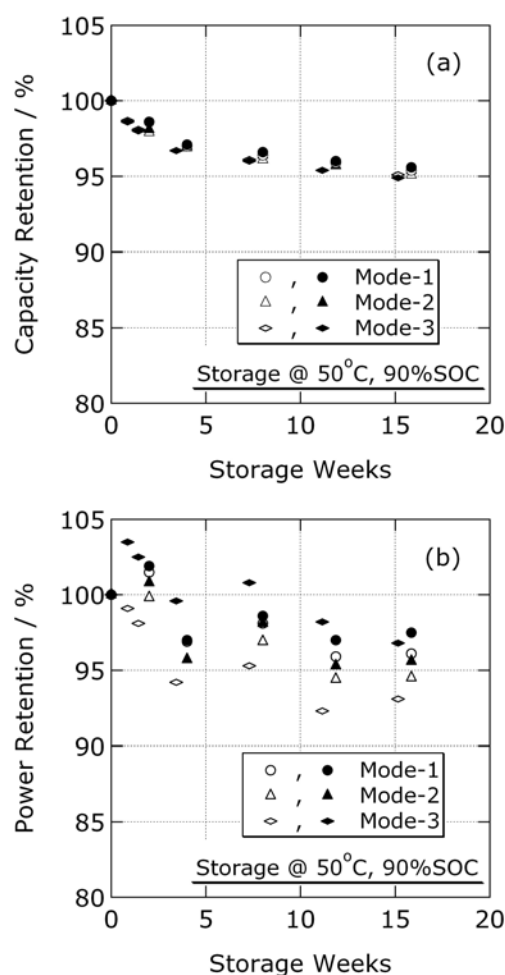 105
(a)
100
95
90
85
80
Capacity Retention / %
, Mode-1
, Mode-2
, Mode-3
Storage @ 50°C, 90%SOC
0 5 10 15 20
Storage Weeks
105
(b)
100
95
90
85
80
Power Retention / %
, Mode-1
, Mode-2
, Mode-3
Storage @ 50°C, 90%SOC
0 5 10 15 20
Storage Weeks